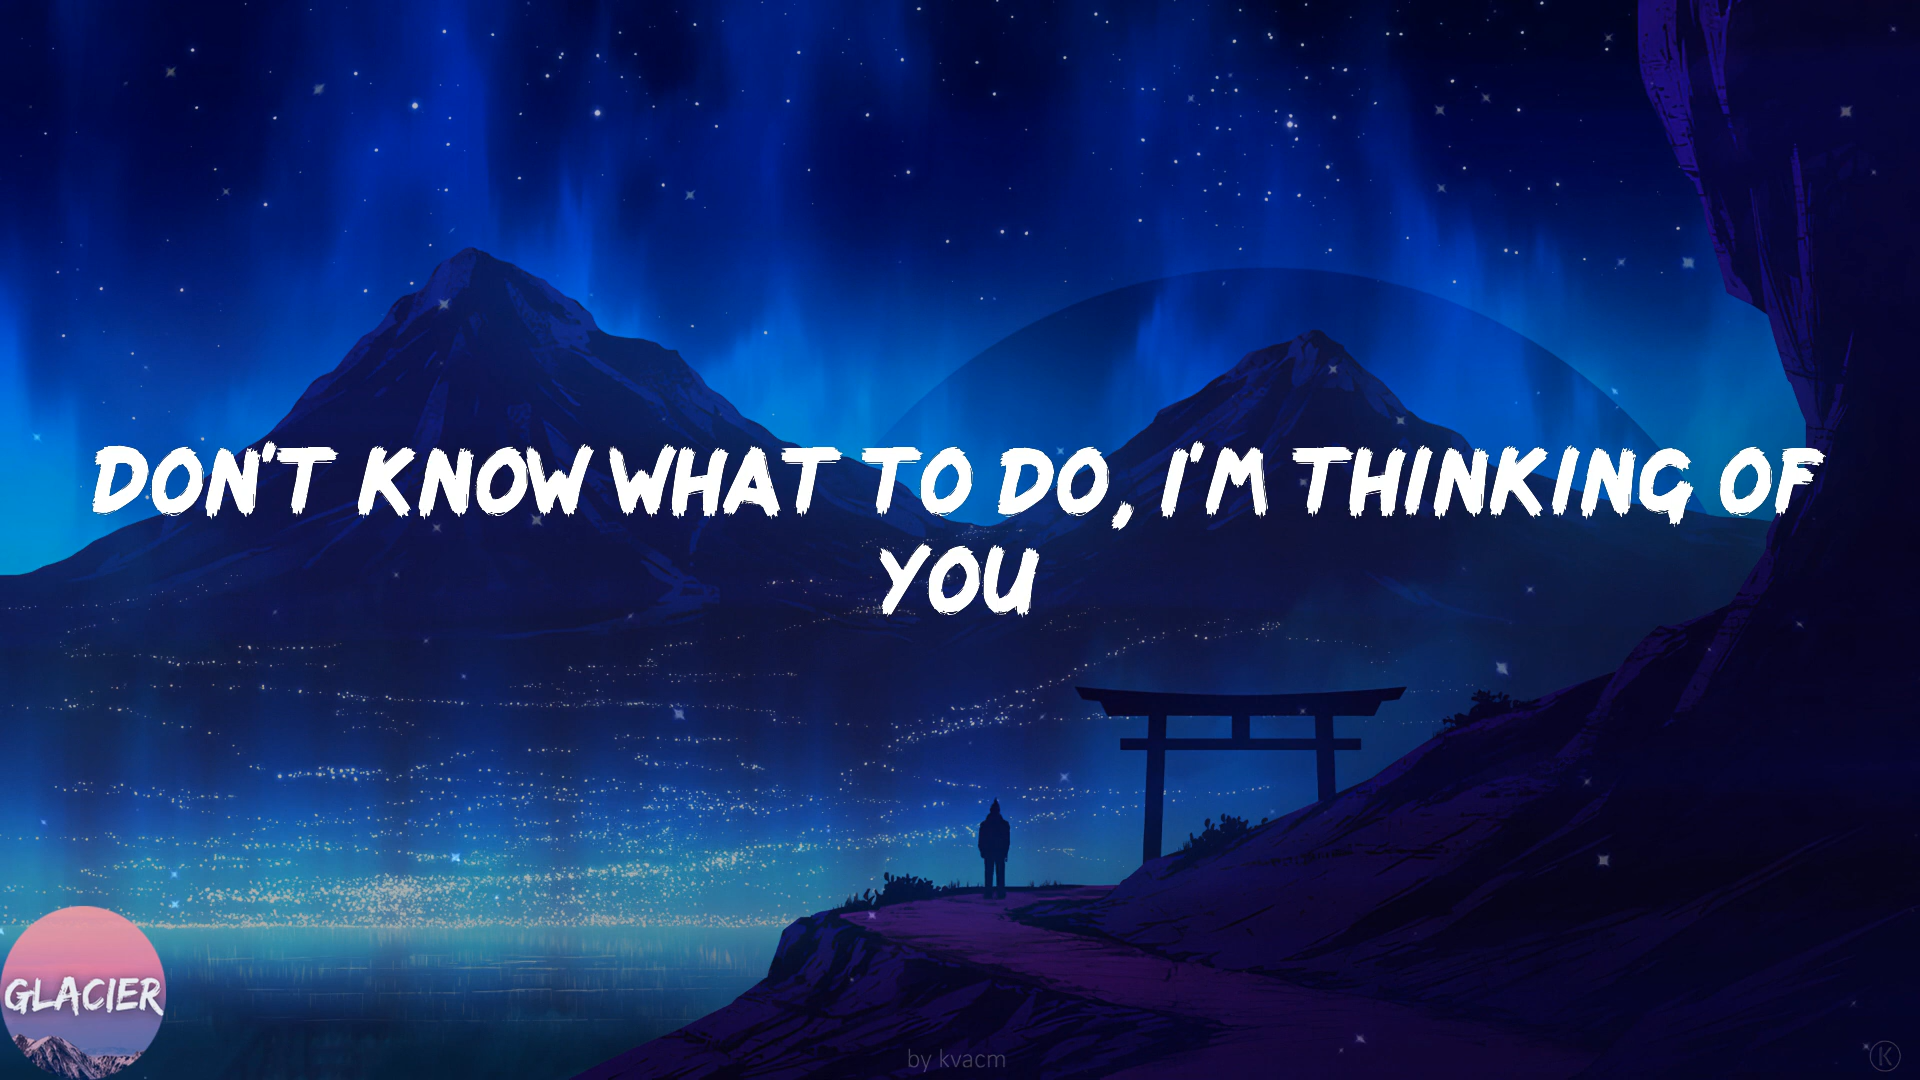 DON'T KNOW WHAT TO DO, I'M THINKING OF
YOU
GLACIER
by kvacm
K